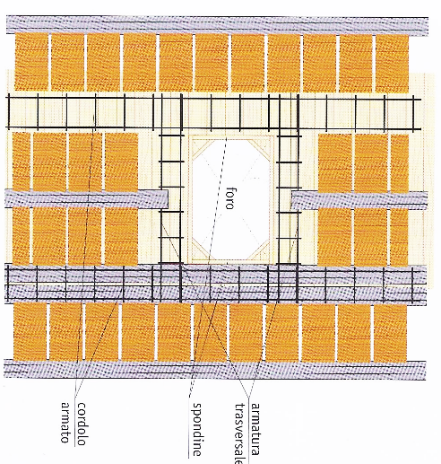 foro
armatura
trasversale
spondine
cordolo
armato